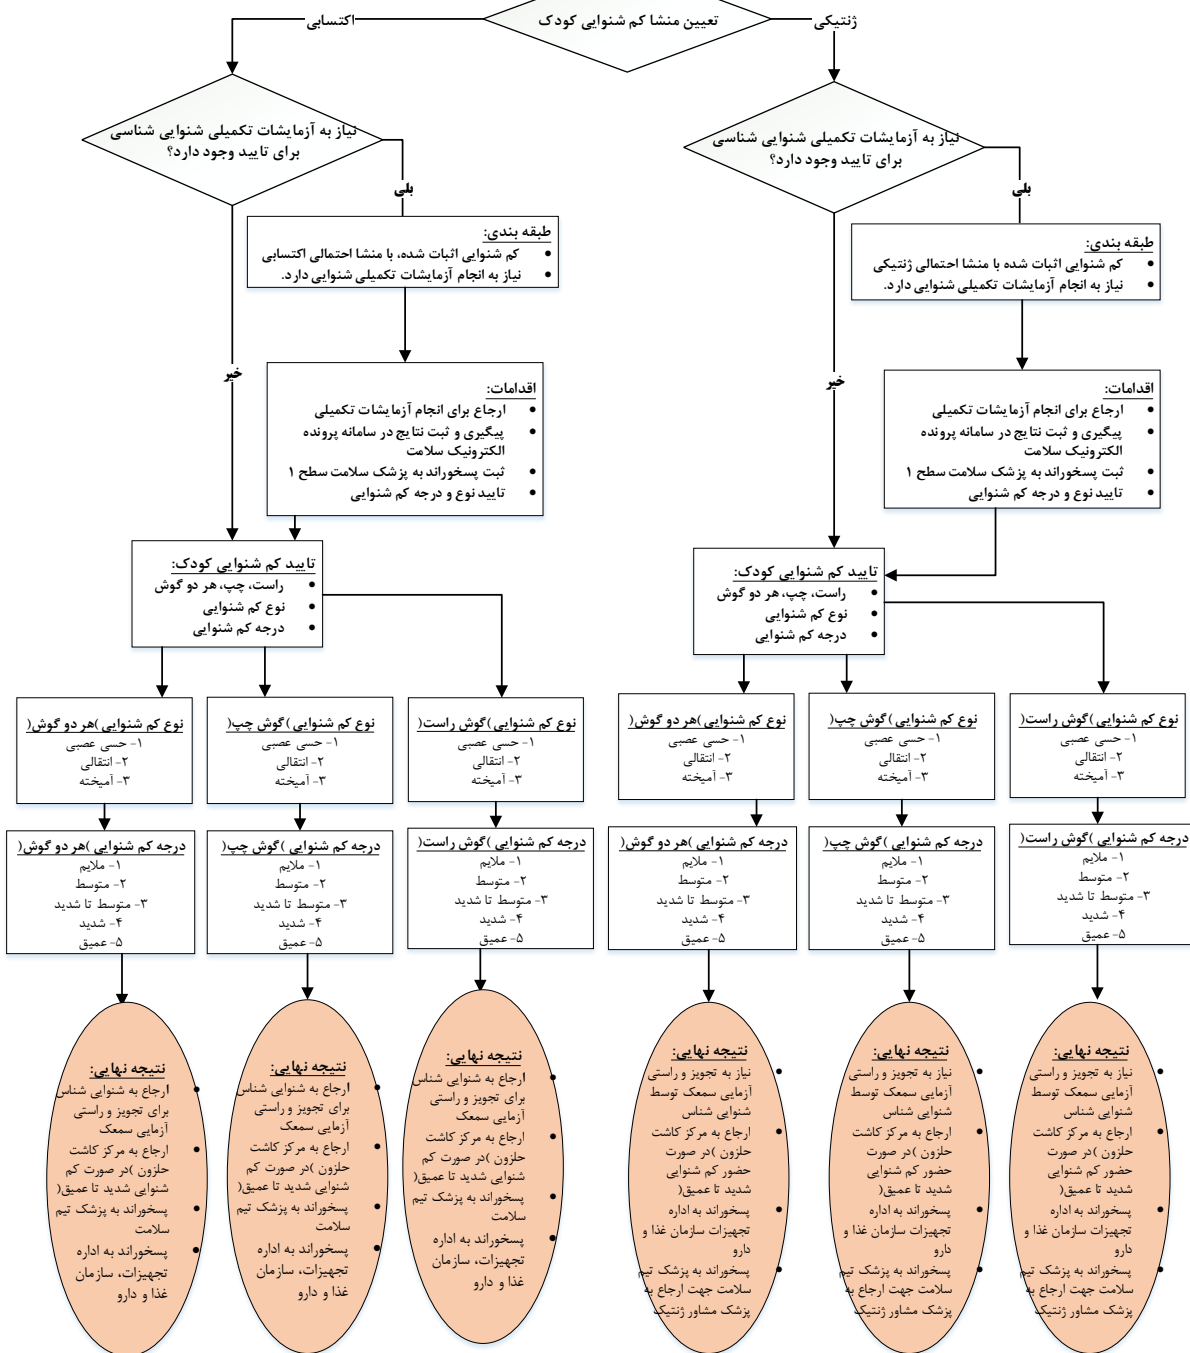 تعیین منشا کم شنوایی کودک
ژنتیکی
اکتسابی
نیاز به آزمایشات تکمیلی شنوایی شناسی
برای تایید وجود دارد؟
بلی
خیر
طبقه بندی:
• کم شنوایی اثبات شده با منشا احتمالی ژنتیکی
• نیاز به انجام آزمایشات تکمیلی شنوایی دارد.
اقدامات:
• ارجاع برای انجام آزمایشات تکمیلی
• پیگیری و ثبت نتایج در سامانه پرونده
الکترونیک سلامت
• ثبت پسخوراند به پزشک سلامت سطح ۱
• تایید نوع و درجه کم شنوایی
تایید کم شنوایی کودک:
• راست، چپ، هر دو گوش
• نوع کم شنوایی
• درجه کم شنوایی
نوع کم شنوایی )گوش راست(
۱- حسی عصبی
۲- انتقالی
۳- آمیخته
درجه کم شنوایی )گوش راست(
۱- ملایم
۲- متوسط
۳- متوسط تا شدید
۴- شدید
۵- عمیق
نتیجه نهایی:
• نیاز به تجویز و راستی
آزمایی سمعک توسط
شنوایی شناس
• ارجاع به مرکز کاشت
حلزون )در صورت
حضور کم شنوایی
شدید تا عمیق(
• پسخوراند به اداره
تجهیزات سازمان غذا و
دارو
• پسخوراند به پزشک تیم
سلامت جهت ارجاع به
پزشک مشاور ژنتیک
نوع کم شنوایی )گوش چپ(
۱- حسی عصبی
۲- انتقالی
۳- آمیخته
درجه کم شنوایی )گوش چپ(
۱- ملایم
۲- متوسط
۳- متوسط تا شدید
۴- شدید
۵- عمیق
نتیجه نهایی:
• نیاز به تجویز و راستی
آزمایی سمعک توسط
شنوایی شناس
• ارجاع به مرکز کاشت
حلزون )در صورت
حضور کم شنوایی
شدید تا عمیق(
• پسخوراند به اداره
تجهیزات سازمان غذا و
دارو
• پسخوراند به پزشک تیم
سلامت جهت ارجاع به
پزشک مشاور ژنتیک
نوع کم شنوایی )هر دو گوش(
۱- حسی عصبی
۲- انتقالی
۳- آمیخته
درجه کم شنوایی )هر دو گوش(
۱- ملایم
۲- متوسط
۳- متوسط تا شدید
۴- شدید
۵- عمیق
نتیجه نهایی:
• نیاز به تجویز و راستی
آزمایی سمعک توسط
شنوایی شناس
• ارجاع به مرکز کاشت
حلزون )در صورت
حضور کم شنوایی
شدید تا عمیق(
• پسخوراند به اداره
تجهیزات سازمان غذا و
دارو
• پسخوراند به پزشک تیم
سلامت جهت ارجاع به
پزشک مشاور ژنتیک
نیاز به آزمایشات تکمیلی شنوایی شناسی
برای تایید وجود دارد؟
بلی
خیر
طبقه بندی:
• کم شنوایی اثبات شده، با منشا احتمالی اکتسابی
• نیاز به انجام آزمایشات تکمیلی شنوایی دارد.
اقدامات:
• ارجاع برای انجام آزمایشات تکمیلی
• پیگیری و ثبت نتایج در سامانه پرونده
الکترونیک سلامت
• ثبت پسخوراند به پزشک سلامت سطح ۱
• تایید نوع و درجه کم شنوایی
تایید کم شنوایی کودک:
• راست، چپ، هر دو گوش
• نوع کم شنوایی
• درجه کم شنوایی
نوع کم شنوایی )گوش راست(
۱- حسی عصبی
۲- انتقالی
۳- آمیخته
درجه کم شنوایی )گوش راست(
۱- ملایم
۲- متوسط
۳- متوسط تا شدید
۴- شدید
۵- عمیق
نتیجه نهایی:
• ارجاع به شنوایی شناس
برای تجویز و راستی
آزمایی سمعک
• ارجاع به مرکز کاشت
حلزون )در صورت کم
شنوایی شدید تا عمیق(
• پسخوراند به پزشک تیم
سلامت
• پسخوراند به اداره
تجهیزات، سازمان
غذا و دارو
نوع کم شنوایی )گوش چپ(
۱- حسی عصبی
۲- انتقالی
۳- آمیخته
درجه کم شنوایی )گوش چپ(
۱- ملایم
۲- متوسط
۳- متوسط تا شدید
۴- شدید
۵- عمیق
نتیجه نهایی:
• ارجاع به شنوایی شناس
برای تجویز و راستی
آزمایی سمعک
• ارجاع به مرکز کاشت
حلزون )در صورت کم
شنوایی شدید تا عمیق(
• پسخوراند به پزشک تیم
سلامت
• پسخوراند به اداره
تجهیزات، سازمان
غذا و دارو
نوع کم شنوایی )هر دو گوش(
۱- حسی عصبی
۲- انتقالی
۳- آمیخته
درجه کم شنوایی )هر دو گوش(
۱- ملایم
۲- متوسط
۳- متوسط تا شدید
۴- شدید
۵- عمیق
نتیجه نهایی:
• ارجاع به شنوایی شناس
برای تجویز و راستی
آزمایی سمعک
• ارجاع به مرکز کاشت
حلزون )در صورت کم
شنوایی شدید تا عمیق(
• پسخوراند به پزشک تیم
سلامت
• پسخوراند به اداره
تجهیزات، سازمان
غذا و دارو